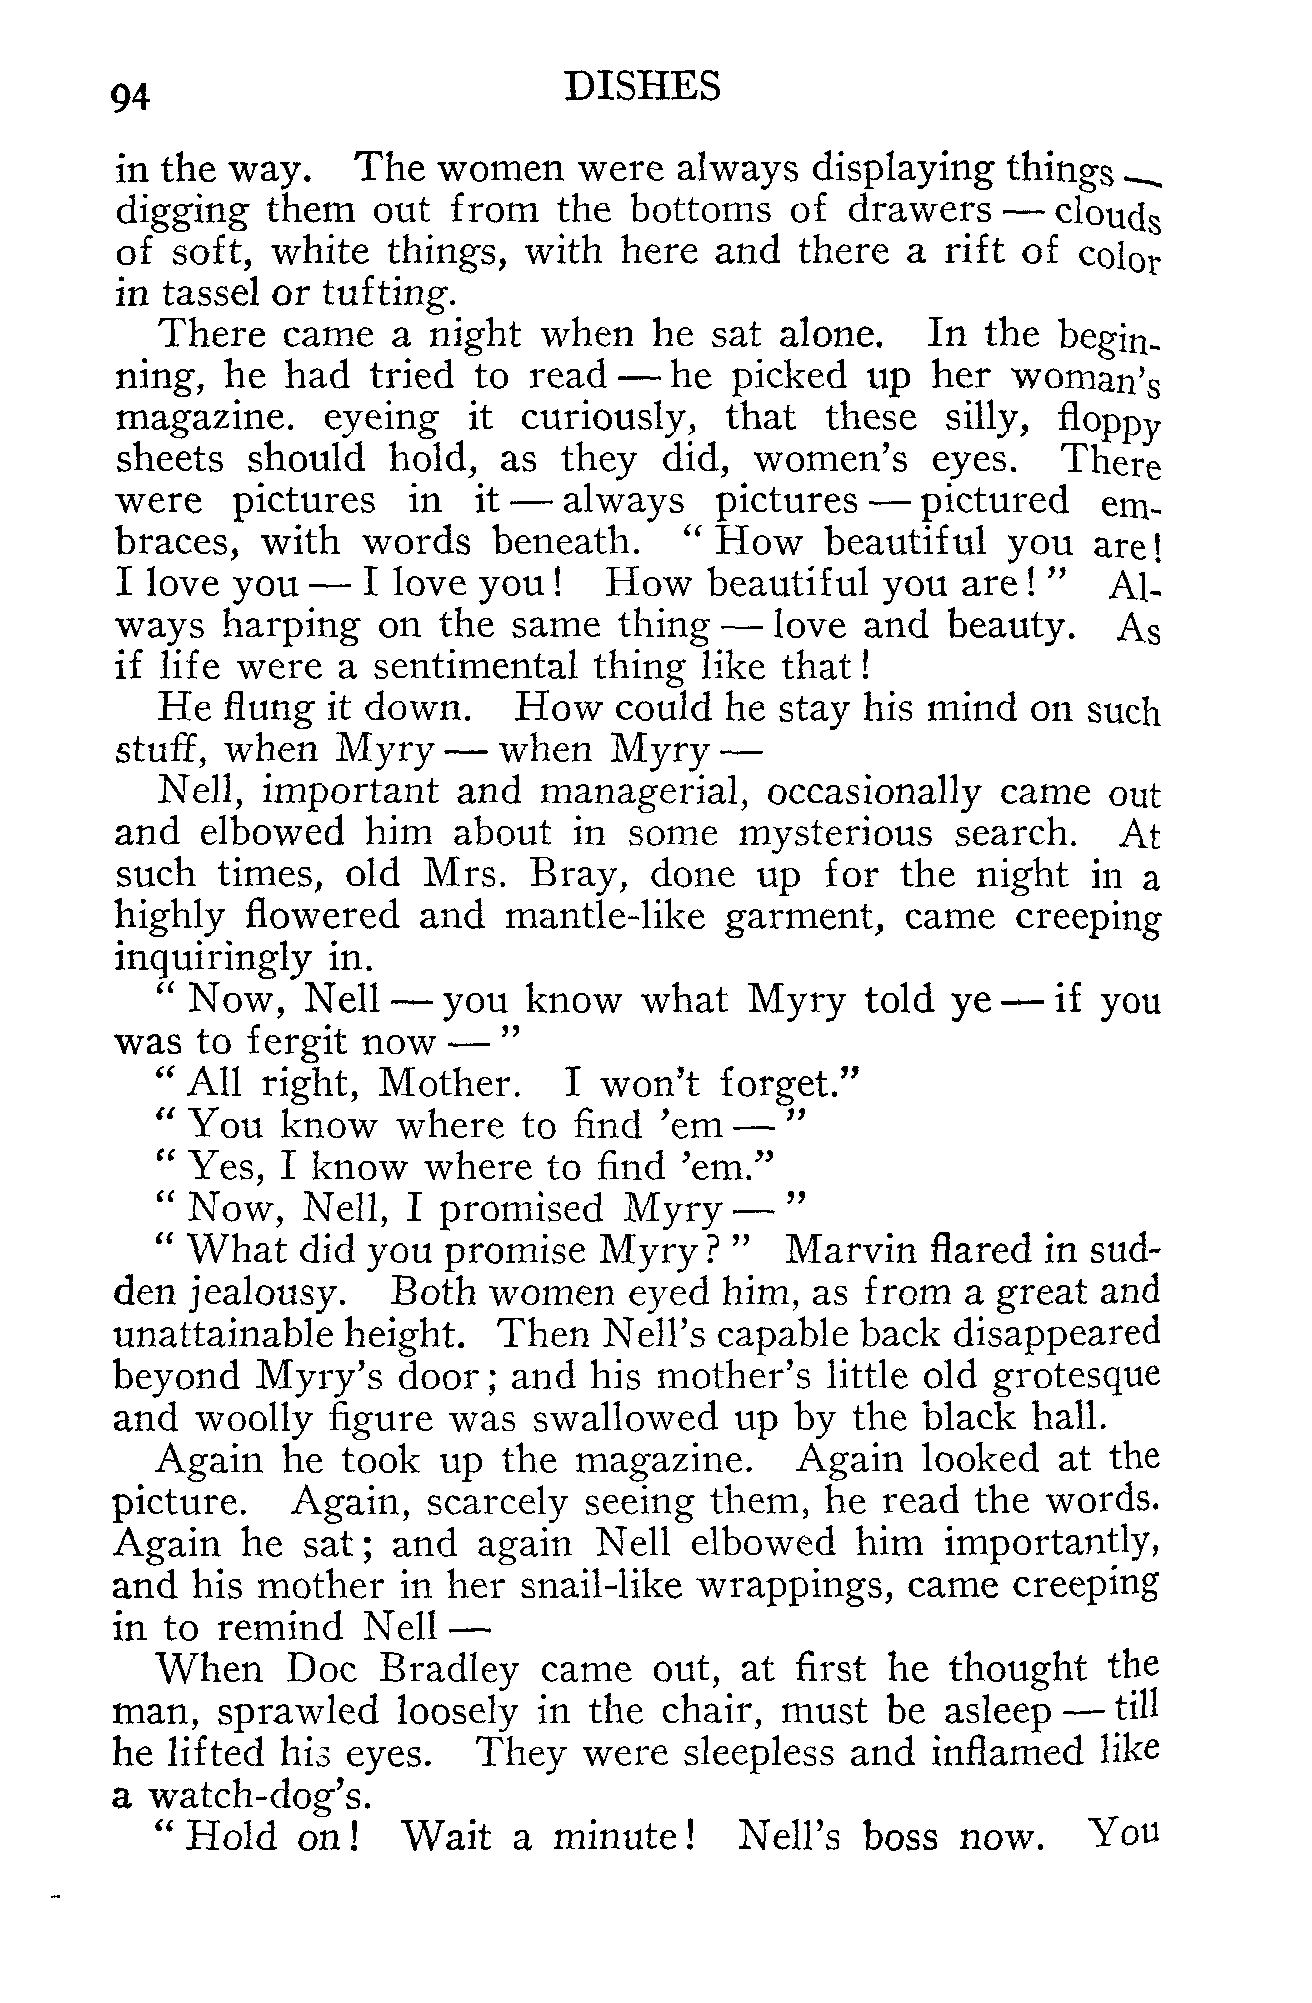 94 DISHES
in the way. The women were always displaying things —
digging them out from the bottoms of drawers — clouds
of soft, white things, with here and there a rift of color
in tassel or tufting.
There came a night when he sat alone. In the begin-
ning, he had tried to read — he picked up her woman's
magazine. eyeing it curiously, that these silly, floppy
sheets should hold, as they did, women's eyes. There
were pictures in it — always pictures — pictured em-
braces, with words beneath. " How beautiful you are!
I love you — I love you! How beautiful you are! " Al-
ways harping on the same thing — love and beauty. As
if life were a sentimental thing like that!
He flung it down. How could he stay his mind on such
stuff, when Myry — when Myry —
Nell, important and managerial, occasionally came out
and elbowed him about in some mysterious search. At
such times, old Mrs. Bray, done up for the night in a
highly flowered and mantle-like garment, came creeping
inquiringly in.
" Now, Nell — you know what Myry told ye — if you
was to fergit now — "
" All right, Mother. I won't forget."
" You know where to find 'em — "
" Yes, I know where to find 'em."
" Now, Nell, I promised Myry — "
" What did you promise Myry? " Marvin flared in sud-
den jealousy. Both women eyed him, as from a great and
unattainable height. Then Nell's capable back disappeared
beyond Myry's door; and his mother's little old grotesque
and woolly figure was swallowed up by the black hall.
Again he took up the magazine. Again looked at the
picture. Again, scarcely seeing them, he read the words.
Again he sat; and again Nell elbowed him importantly,
and his mother in her snail-like wrappings, came creeping
in to remind Nell —
When Doc Bradley came out, at first he thought the
man, sprawled loosely in the chair, must be asleep — till
he lifted his eyes. They were sleepless and inflamed like
a watch-dog's.
" Hold on! Wait a minute! Nell's boss now. You